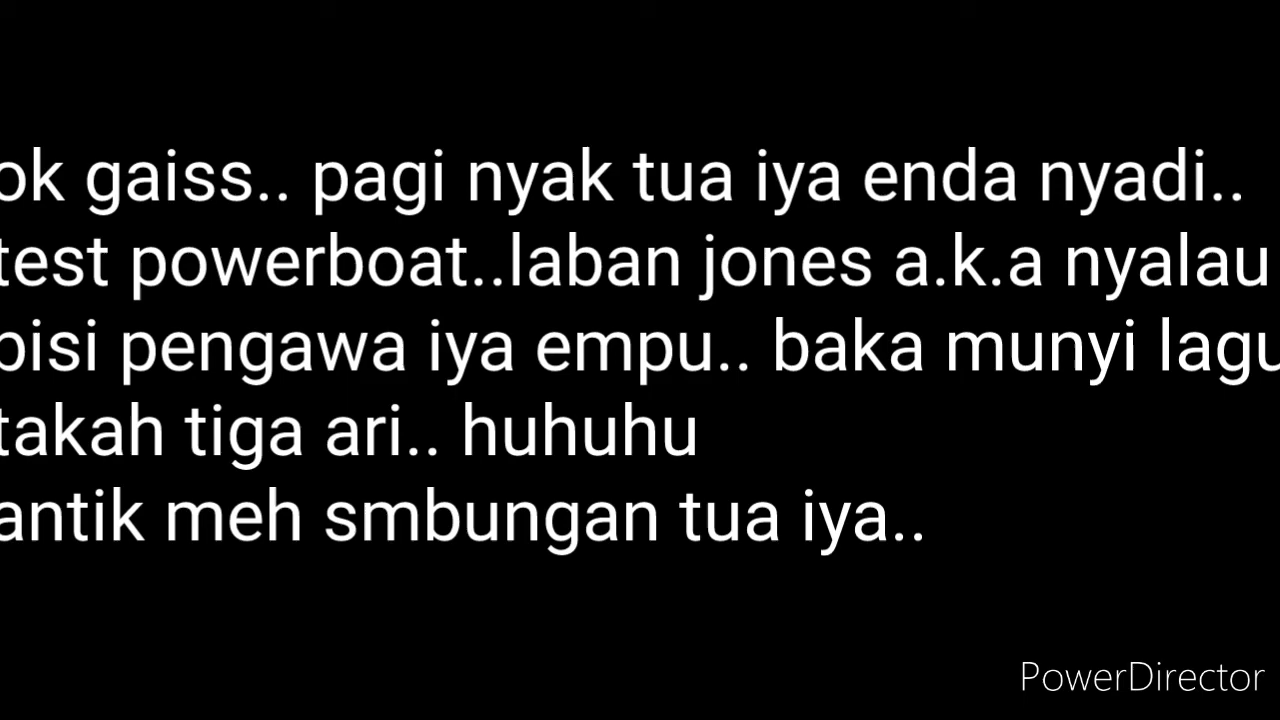 ok gaiss.. pagi nyak tua iya enda nyadi..
test powerboat..laban jones a.k.a nyalau
bisi pengawa iya empu.. baka munyi lagu
takah tiga ari.. huhuhu
antik meh smbungan tua iya..
PowerDirector